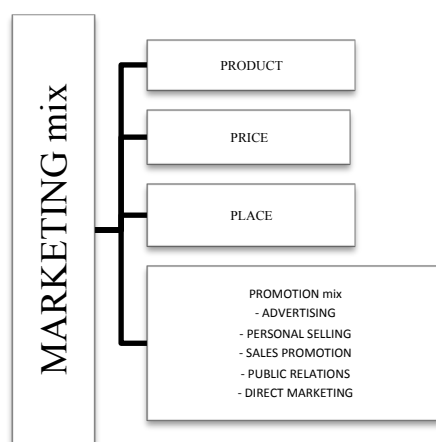 MARKETING mix
PRODUCT
PRICE
PLACE
PROMOTION mix
- ADVERTISING
- PERSONAL SELLING
- SALES PROMOTION
- PUBLIC RELATIONS
- DIRECT MARKETING